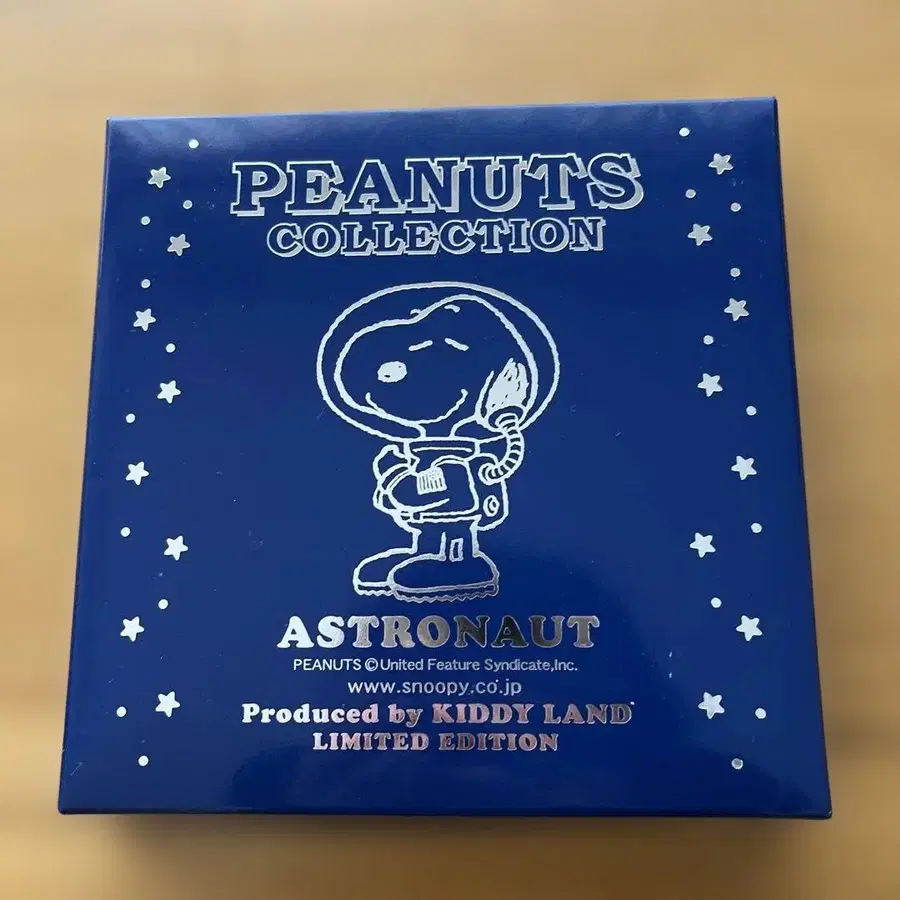 PEANUTS
COLLECTION
ASTRONAUT
PEANUTS © United Feature Syndicate, Inc.
www.snoopy.co.jp
Produced by KIDDY LAND
LIMITED EDITION